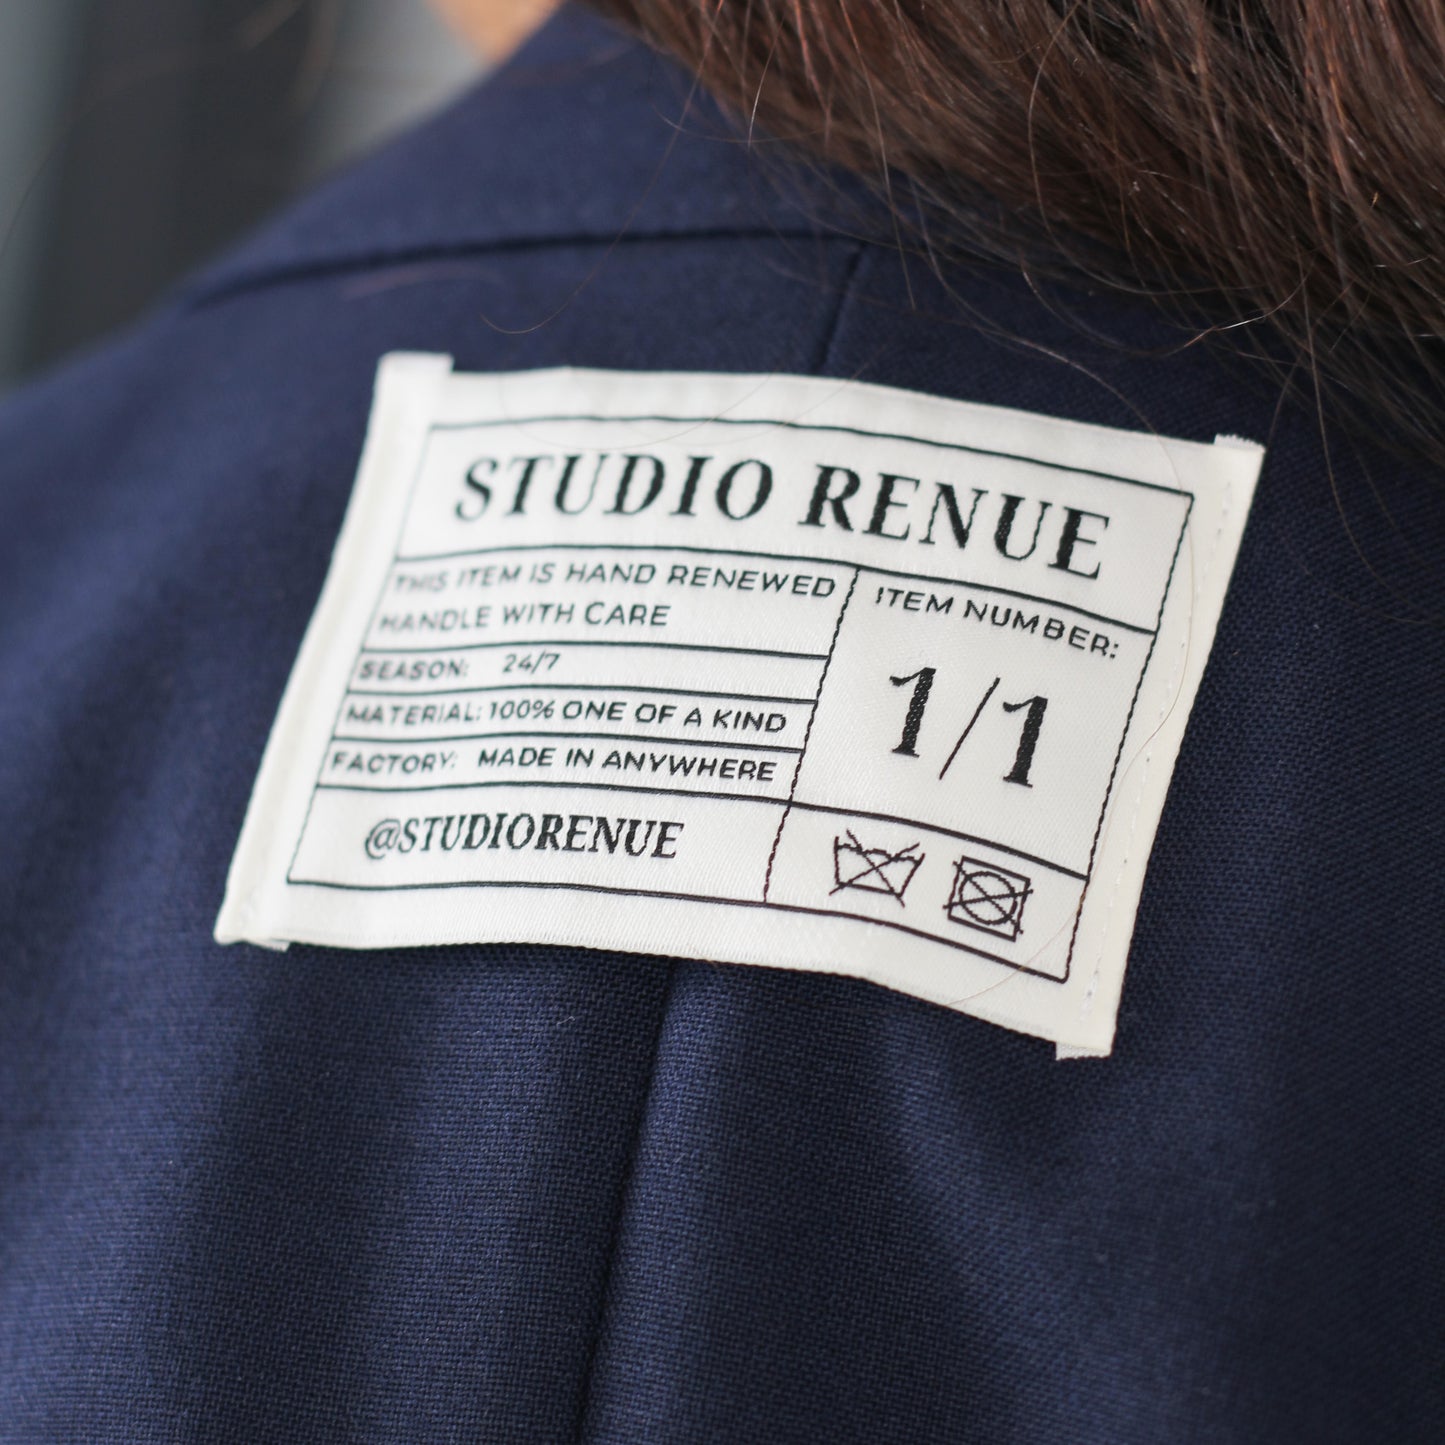 STUDIO RENUE
THIS ITEM IS HAND RENEWED
HANDLE WITH CARE
SEASON: 24/7
MATERIAL: 100% ONE OF A KIND
FACTORY: MADE IN ANYWHERE
@STUDIORENUE
ITEM NUMBER:
1/1